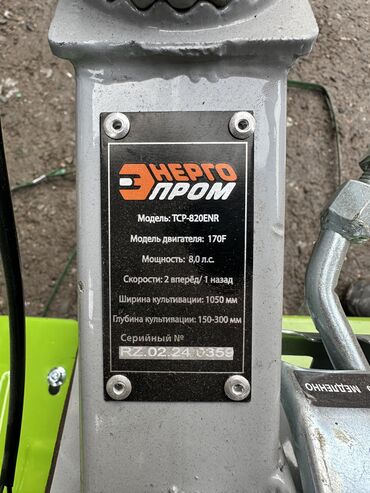 ЭНЕРГО
ПРОМ
Модель: TCP-820ENR
Модель двигателя: 170F
Мощность: 8,0 л.с.
Скорости: 2 вперёд/ 1 назад
Ширина культивации: 1050 мм
Глубина культивации: 150-300 мм
Серийный №
RZ.02.24 0359
МЕДЛЕННО